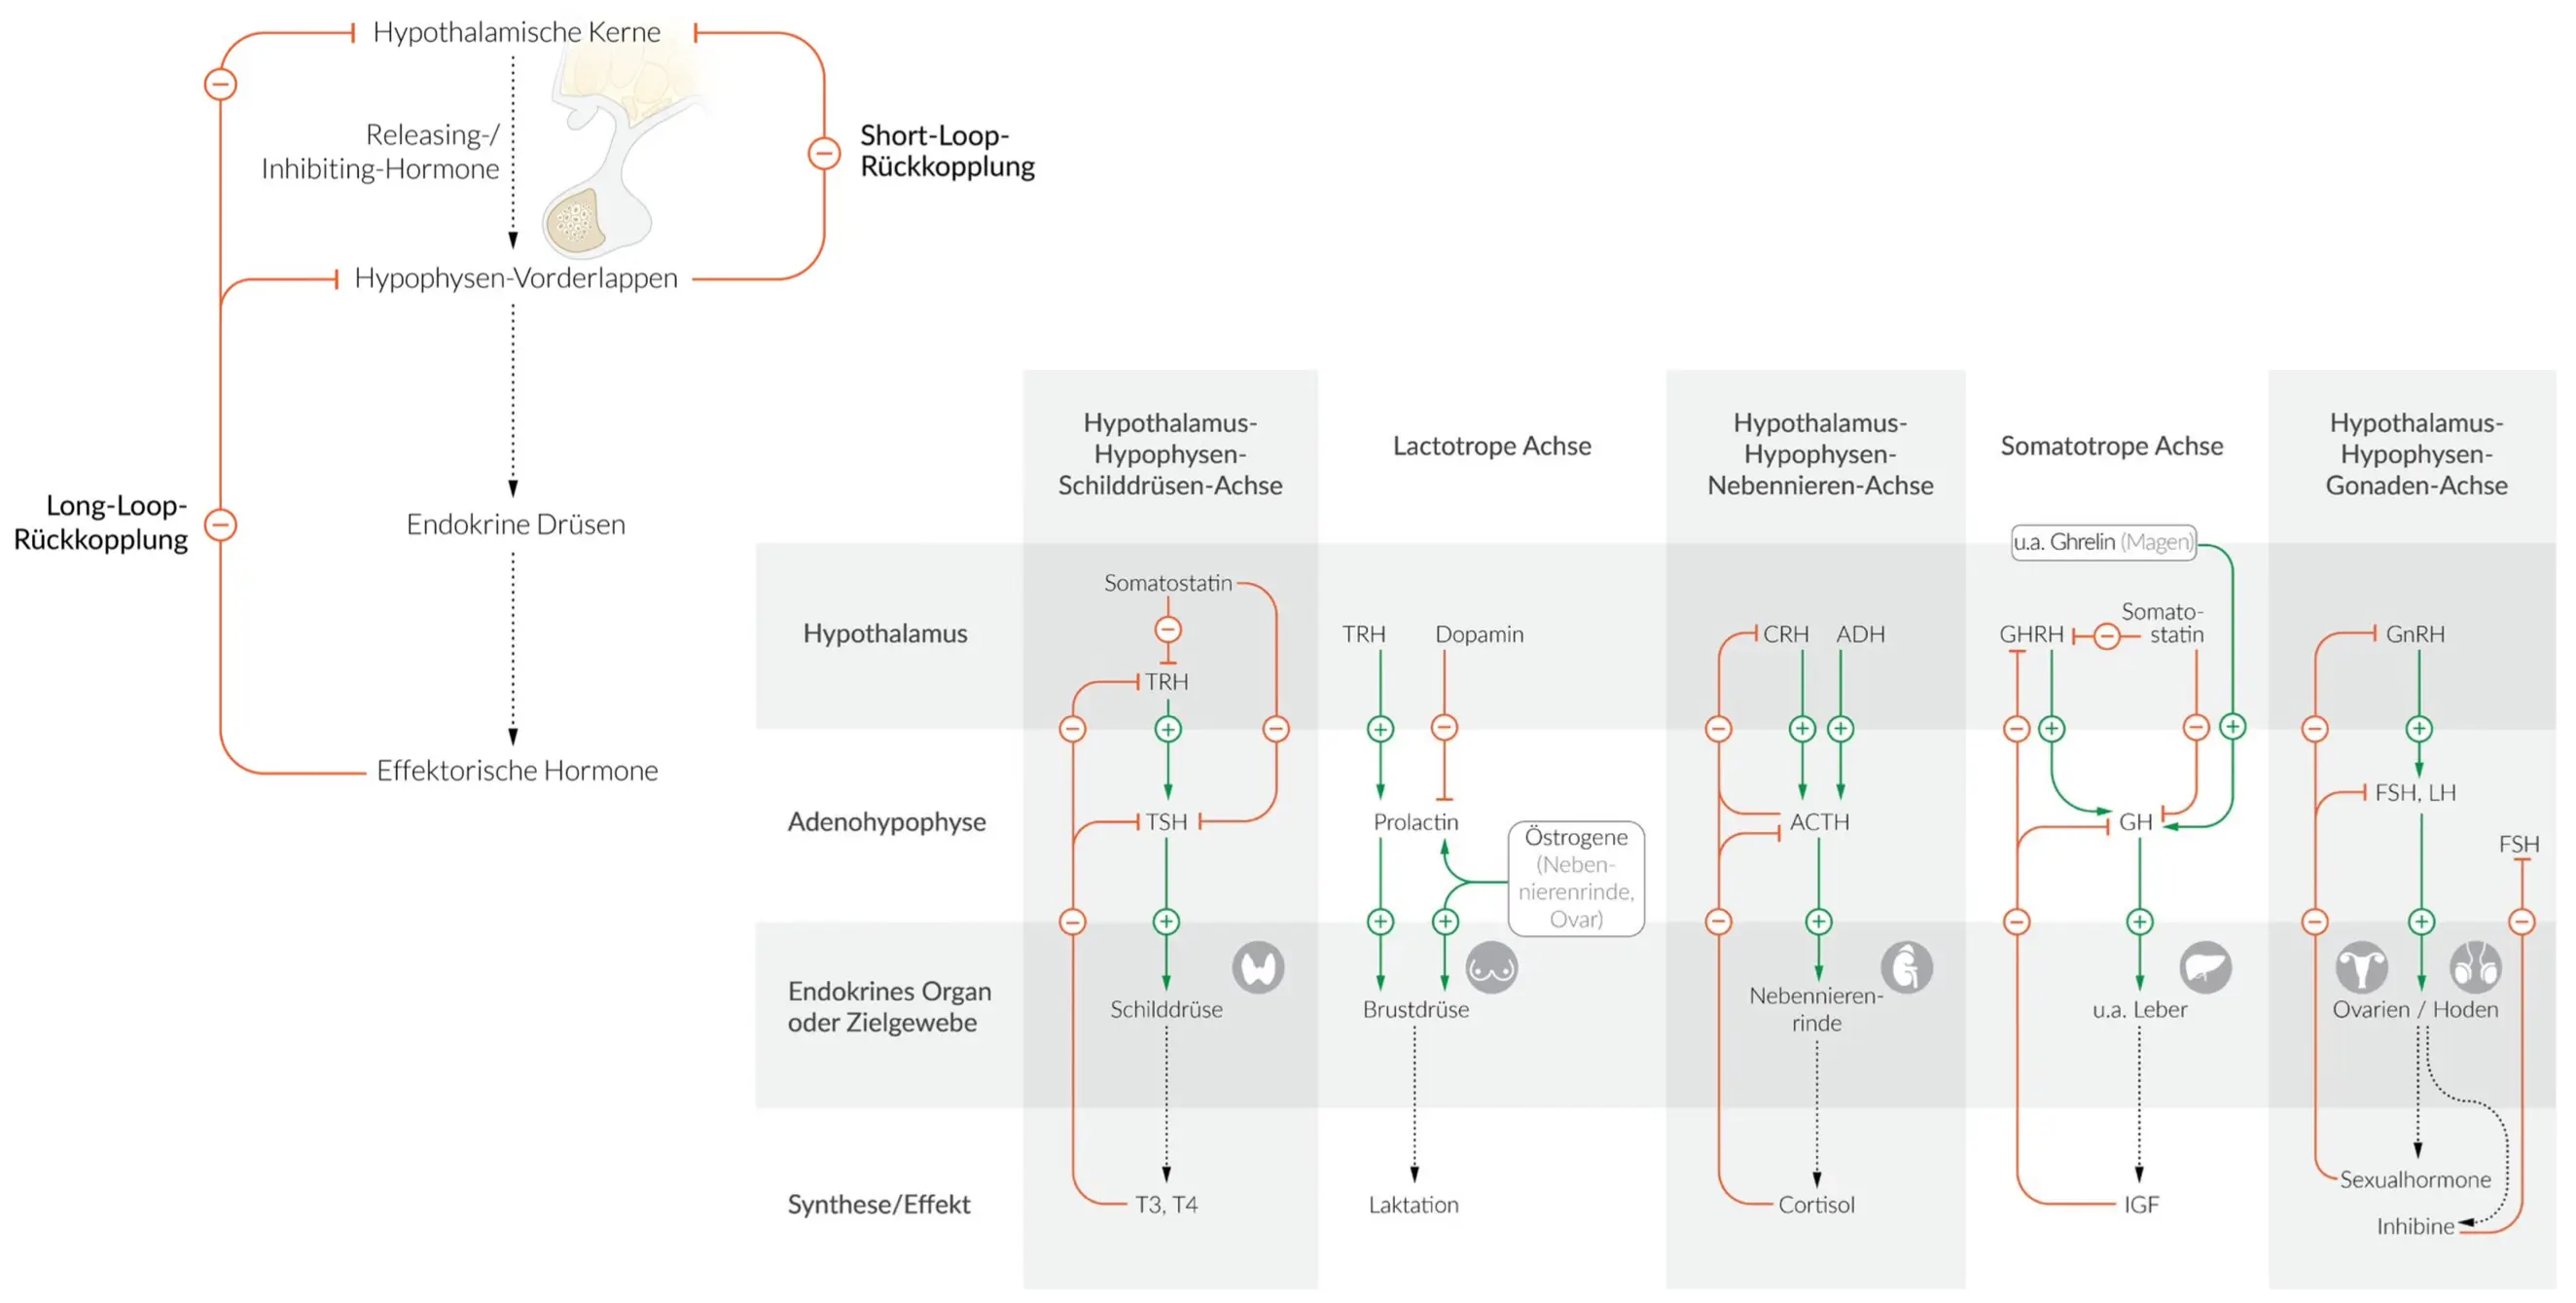 Hypothalamische Kerne
Releasing-/
Inhibiting-Hormone
Short-Loop-
Rückkopplung
Hypophysen-Vorderlappen
Long-Loop-
Rückkopplung
Endokrine Drüsen
Effektorische Hormone
Hypothalamus-
Hypophysen-
Schilddrüsen-Achse
Lactotrope Achse
Hypothalamus-
Hypophysen-
Nebennieren-Achse
Somatotrope Achse
Hypothalamus-
Hypophysen-
Gonaden-Achse
Hypothalamus
Somatostatin
TRH
TRH
Dopamin
CRH
ADH
u.a. Ghrelin (Magen)
GHRH
Somato-
statin
GnRH
Adenohypophyse
TSH
Prolactin
Östrogene
(Neben-
nierenrinde,
Ovar)
ACTH
GH
FSH, LH
FSH
Endokrines Organ
oder Zielgewebe
Schilddrüse
Brustdrüse
Nebennieren-
rinde
u.a. Leber
Ovarien / Hoden
Synthese/Effekt
T3, T4
Laktation
Cortisol
IGF
Sexualhormone
Inhibine